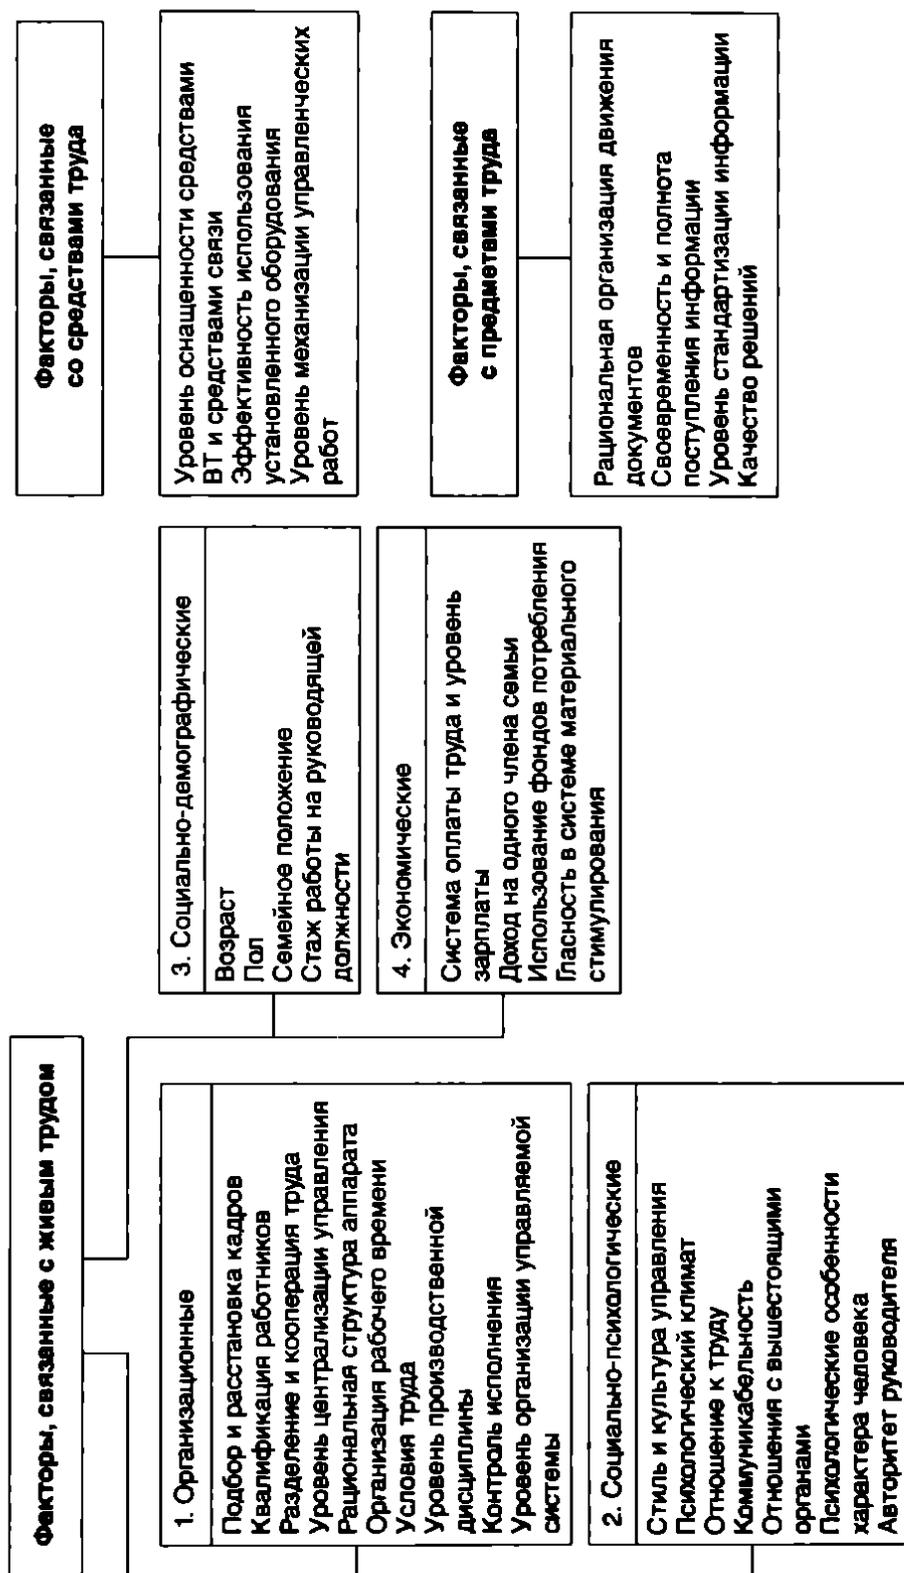 Факторы, связанные с живым трудом
1. Организационные
Подбор и расстановка кадров
Квалификация работников
Разделение и кооперация труда
Уровень централизации управления
Рациональная структура аппарата
Организация рабочего времени
Условия труда
Уровень производственной
дисциплины
Контроль исполнения
Уровень организации управляемой
системы
2. Социально-психологические
Стиль и культура управления
Психологический климат
Отношение к труду
Коммуникабельность
Отношения с вышестоящими
органами
Психологические особенности
характера человека
Авторитет руководителя
3. Социально-демографические
Возраст
Пол
Семейное положение
Стаж работы на руководящей
должности
4. Экономические
Система оплаты труда и уровень
зарплаты
Доход на одного члена семьи
Использование фондов потребления
Гласность в системе материального
стимулирования
Факторы, связанные
со средствами труда
Уровень оснащенности средствами
ВТ и средствами связи
Эффективность использования
установленного оборудования
Уровень механизации управленческих
работ
Факторы, связанные
с предметами труда
Рациональная организация движения
документов
Своевременность и полнота
поступления информации
Уровень стандартизации информации
Качество решений